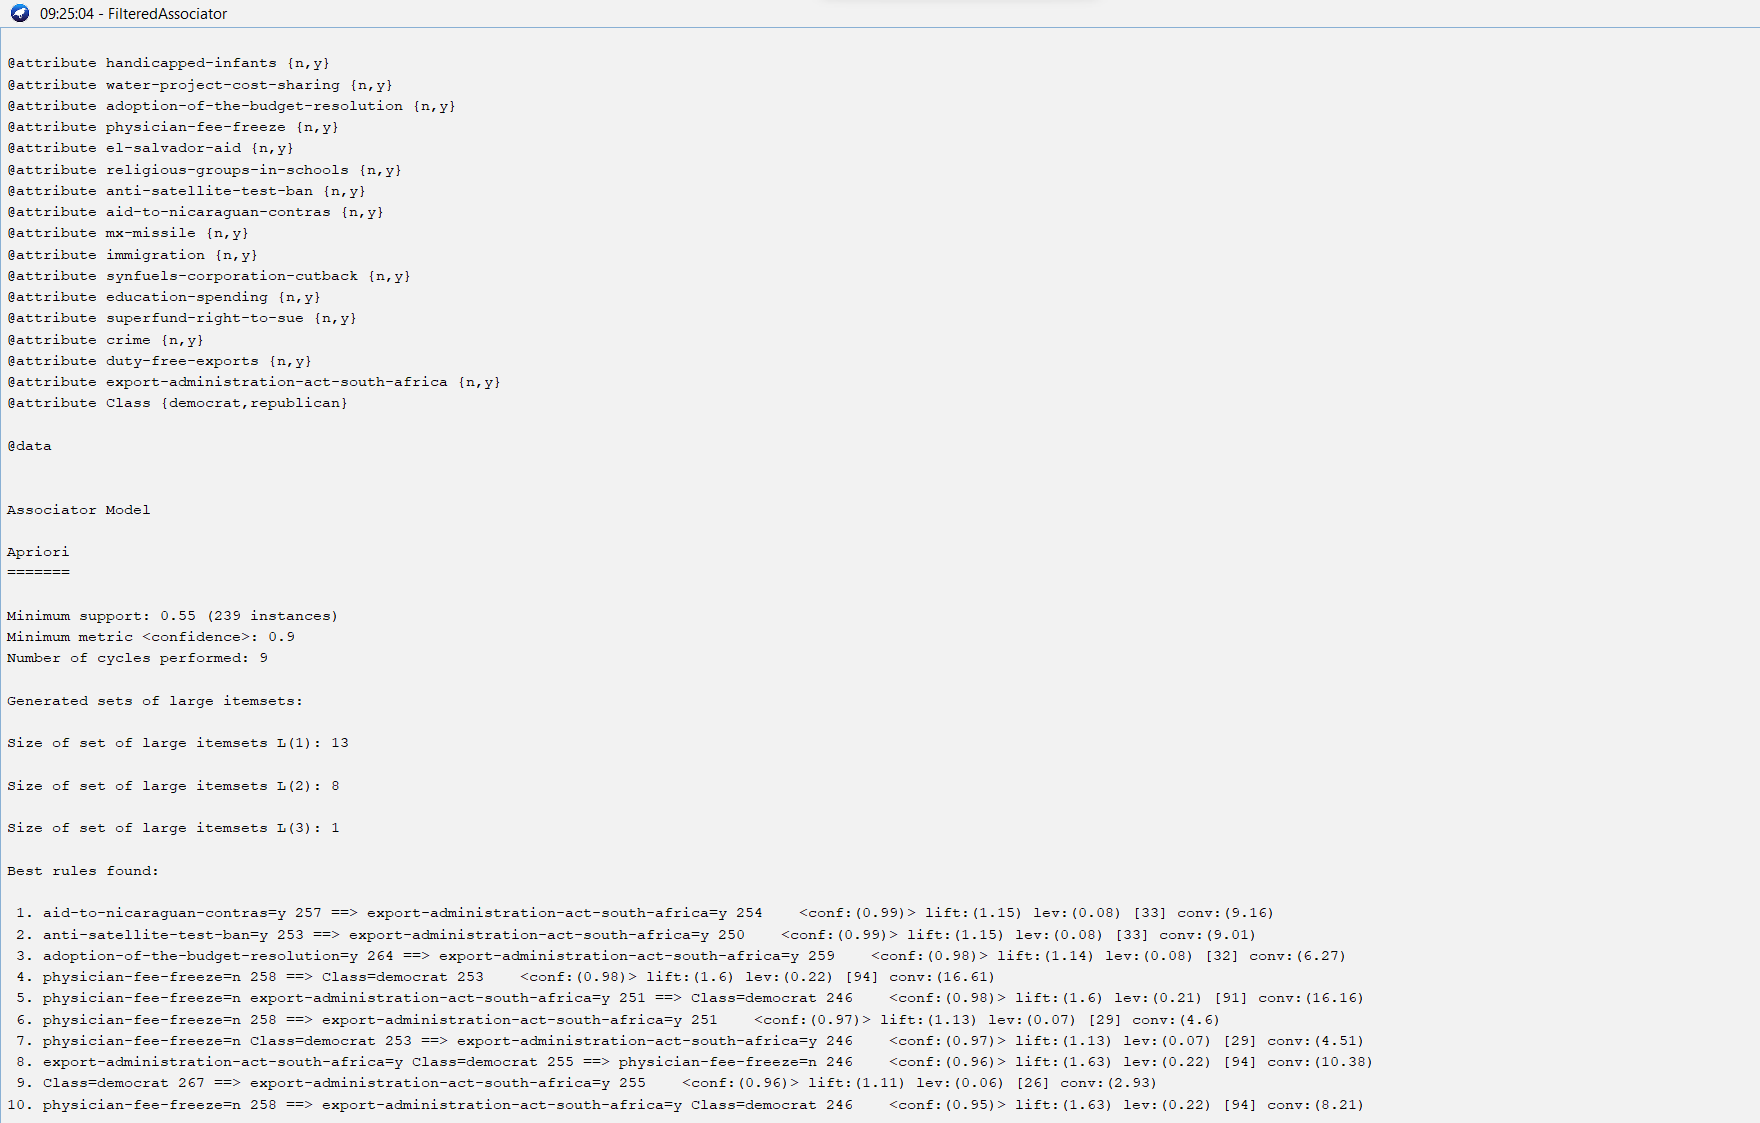 09:25:04 - FilteredAssociator
@attribute handicapped-infants {n,y}
@attribute water-project-cost-sharing {n,y}
@attribute adoption-of-the-budget-resolution {n,y}
@attribute physician-fee-freeze {n,y}
@attribute el-salvador-aid {n,y}
@attribute religious-groups-in-schools {n,y}
@attribute anti-satellite-test-ban {n,y}
@attribute aid-to-nicaraguan-contras {n,y}
@attribute mx-missile {n,y}
@attribute immigration {n,y}
@attribute synfuels-corporation-cutback {n,y}
@attribute education-spending {n,y}
@attribute superfund-right-to-sue {n,y}
@attribute crime {n,y}
@attribute duty-free-exports {n,y}
@attribute export-administration-act-south-africa {n,y}
@attribute Class {democrat,republican}
@data
Associator Model
Apriori
=======
Minimum support: 0.55 (239 instances)
Minimum metric <confidence>: 0.9
Number of cycles performed: 9
Generated sets of large itemsets:
Size of set of large itemsets L(1): 13
Size of set of large itemsets L(2): 8
Size of set of large itemsets L(3): 1
Best rules found:
1. aid-to-nicaraguan-contras=y 257 ==> export-administration-act-south-africa=y 254    <conf:(0.99)> lift:(1.15) lev:(0.08) [33] conv:(9.16)
2. anti-satellite-test-ban=y 253 ==> export-administration-act-south-africa=y 250    <conf:(0.99)> lift:(1.15) lev:(0.08) [33] conv:(9.01)
3. adoption-of-the-budget-resolution=y 264 ==> export-administration-act-south-africa=y 259    <conf:(0.98)> lift:(1.14) lev:(0.08) [32] conv:(6.27)
4. physician-fee-freeze=n 258 ==> Class=democrat 253    <conf:(0.98)> lift:(1.6) lev:(0.22) [94] conv:(16.61)
5. physician-fee-freeze=n export-administration-act-south-africa=y 251 ==> Class=democrat 246    <conf:(0.98)> lift:(1.6) lev:(0.21) [91] conv:(16.16)
6. physician-fee-freeze=n 258 ==> export-administration-act-south-africa=y 251    <conf:(0.97)> lift:(1.13) lev:(0.07) [29] conv:(4.6)
7. physician-fee-freeze=n Class=democrat 253 ==> export-administration-act-south-africa=y 246    <conf:(0.97)> lift:(1.13) lev:(0.07) [29] conv:(4.51)
8. export-administration-act-south-africa=y Class=democrat 255 ==> physician-fee-freeze=n 246    <conf:(0.96)> lift:(1.63) lev:(0.22) [94] conv:(10.38)
9. Class=democrat 267 ==> export-administration-act-south-africa=y 255    <conf:(0.96)> lift:(1.11) lev:(0.06) [26] conv:(2.93)
10. physician-fee-freeze=n 258 ==> export-administration-act-south-africa=y Class=democrat 246    <conf:(0.95)> lift:(1.63) lev:(0.22) [94] conv:(8.21)